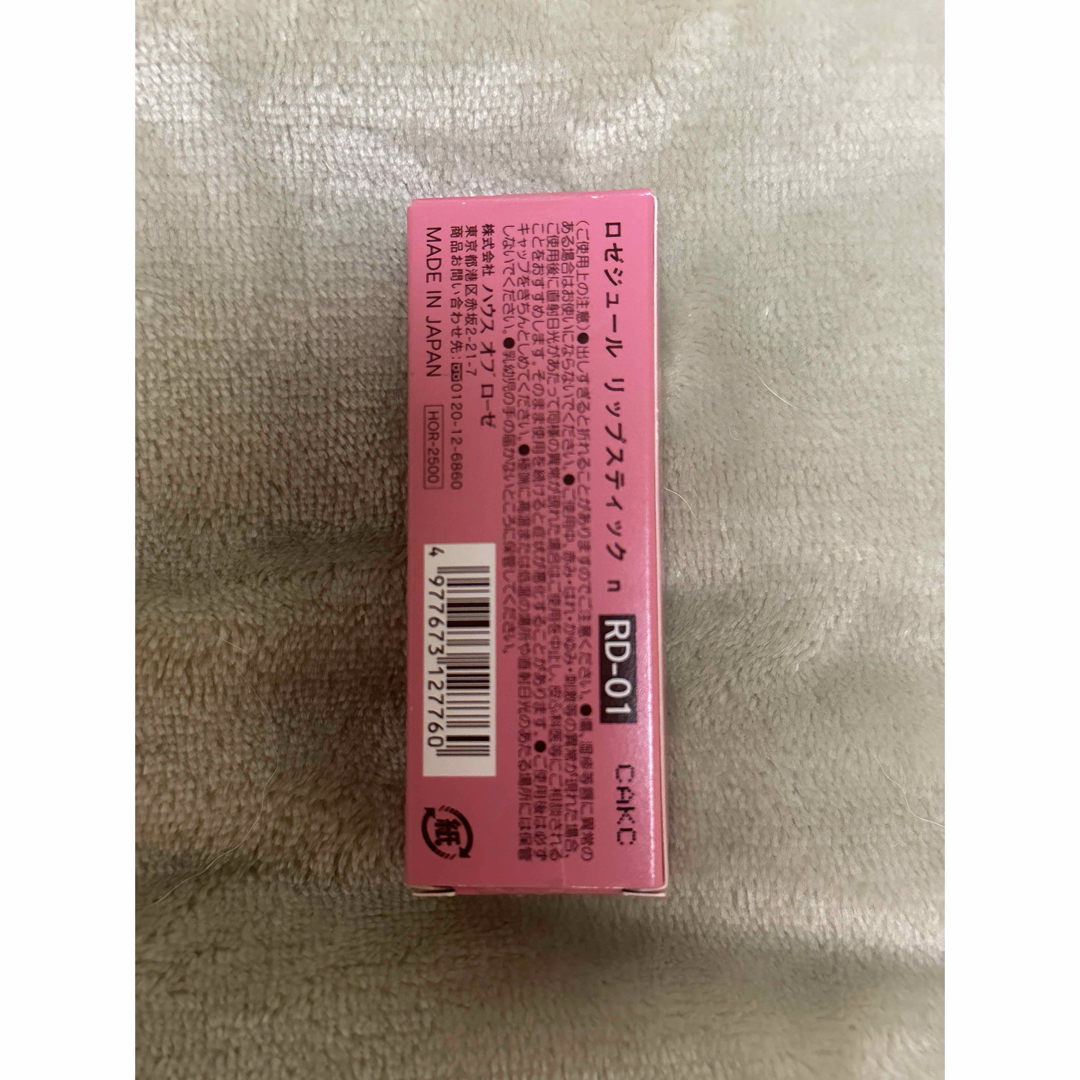 ロゼジュール リップスティック n RD-01 CAKC
〈ご使用上の注意〉●出しすぎると折れることがありますのでご注意ください。●傷、湿疹等唇に異常の
ある場合はお使いにならないでください。●ご使用中、赤み・はれ・かゆみ・刺激等の異常が現れた場合、
ご使用後に直射日光があたって同様の異常が現れた場合はご使用を中止し、皮ふ科医等にご相談される
ことをおすすめします。そのまま使用を続けると症状が悪化することがあります。●ご使用後は必ず
キャップをきちんとしめてください。●極端に高温または低温の場所や直射日光のあたる場所には保管
しないでください。●乳幼児の手の届かないところに保管してください。
株式会社 ハウス オブ ローゼ
東京都港区赤坂2-21-7
商品お問い合わせ先:0120-12-6860
MADE IN JAPAN HOR-2500
4 977673 127760
紙